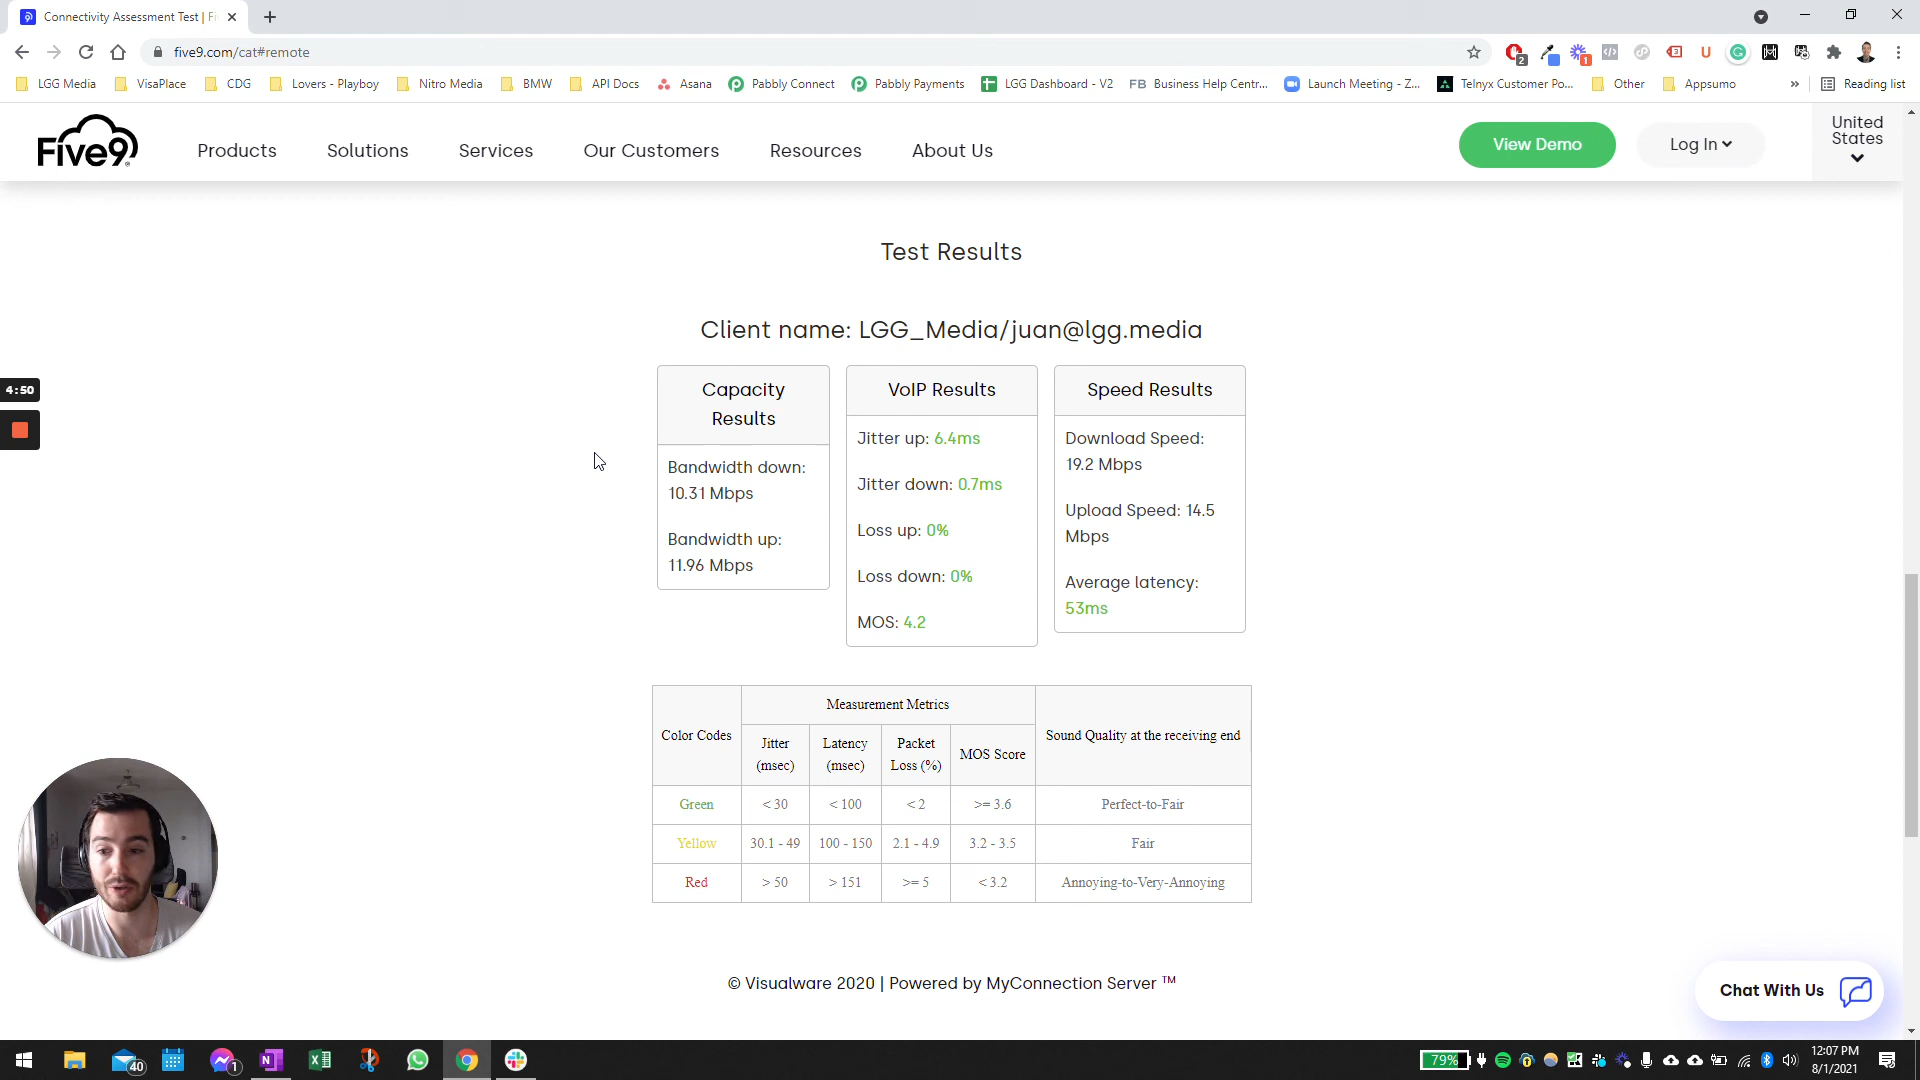 Connectivity Assessment Test | Fi
five9.com/cat#remote
2
1
LGG Media
VisaPlace
CDG
Lovers - Playboy
Nitro Media
BMW
API Docs
Asana
Pabbly Connect
Pabbly Payments
LGG Dashboard - V2
FB Business Help Centr...
Launch Meeting - Z...
Telnyx Customer Po...
Other
Appsumo
»
Reading list
Five9
Products
Solutions
Services
Our Customers
Resources
About Us
View Demo
Log In
United
States
Test Results
Client name: LGG_Media/juan@lgg.media
4:50
Capacity
Results
Bandwidth down:
10.31 Mbps
Bandwidth up:
11.96 Mbps
VoIP Results
Jitter up: 6.4ms
Jitter down: 0.7ms
Loss up: 0%
Loss down: 0%
MOS: 4.2
Speed Results
Download Speed:
19.2 Mbps
Upload Speed: 14.5
Mbps
Average latency:
53ms
Color Codes
Measurement Metrics
Sound Quality at the receiving end
Jitter
(msec)
Latency
(msec)
Packet
Loss (%)
MOS Score
Green < 30 < 100 < 2 >= 3.6 Perfect-to-Fair
Yellow 30.1 - 49 100 - 150 2.1 - 4.9 3.2 - 3.5 Fair
Red > 50 > 151 >= 5 < 3.2 Annoying-to-Very-Annoying
© Visualware 2020 | Powered by MyConnection Server ™
Chat With Us
40
1
79%
12:07 PM
8/1/2021